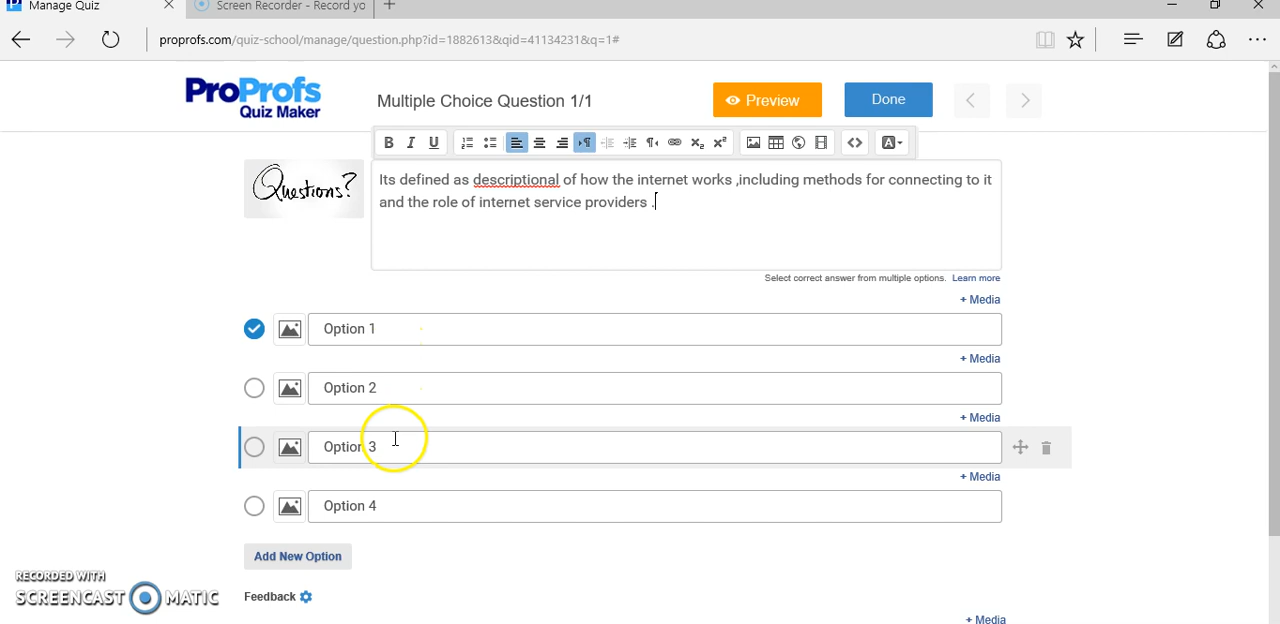 Manage Quiz
Screen Recorder - Record yo
proprofs.com/quiz-school/manage/question.php?id=1882613&qid=41134231&q=1#
ProProfs
Quiz Maker
Multiple Choice Question 1/1
Preview
Done
B I U
Questions?
Its defined as descriptional of how the internet works ,including methods for connecting to it
and the role of internet service providers .
Select correct answer from multiple options. Learn more
+ Media
Option 1
+ Media
Option 2
+ Media
Option 3
+ Media
Option 4
Add New Option
RECORDED WITH
SCREENCAST MATIC
Feedback
+ Media